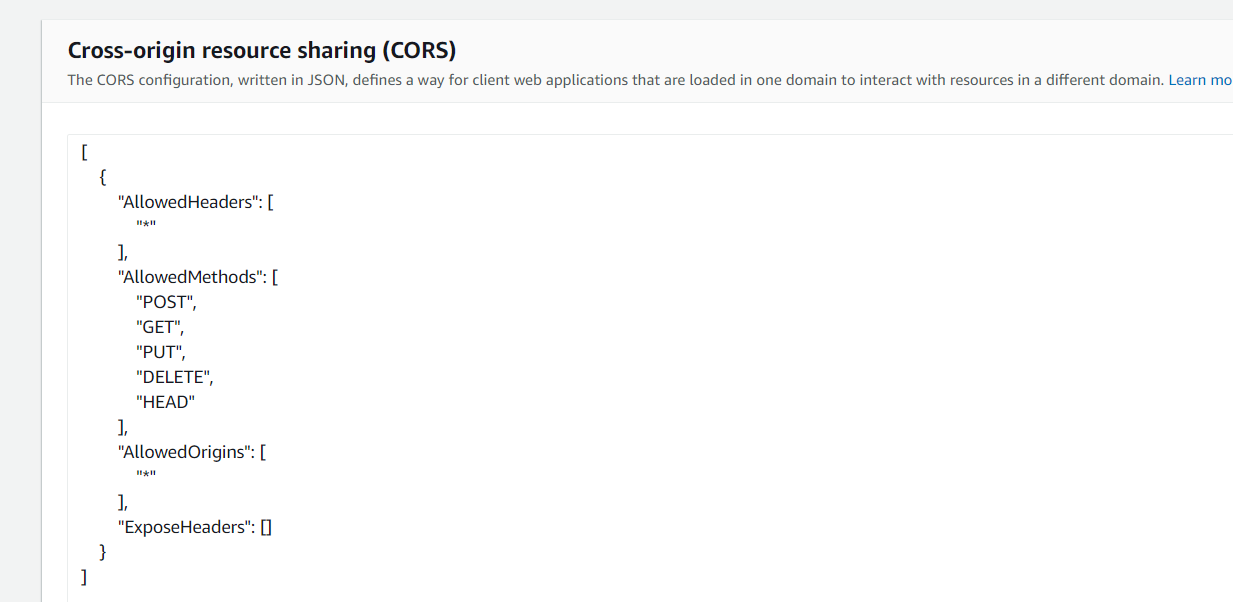 Cross-origin resource sharing (CORS)
The CORS configuration, written in JSON, defines a way for client web applications that are loaded in one domain to interact with resources in a different domain. Learn mo
[
{
"AllowedHeaders": [
"*"
],
"AllowedMethods": [
"POST",
"GET",
"PUT",
"DELETE",
"HEAD"
],
"AllowedOrigins": [
"*"
],
"ExposeHeaders": []
}
]